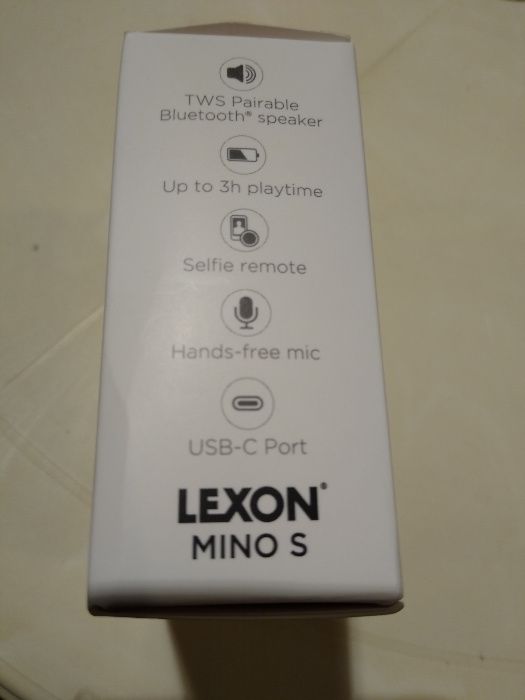 TWS Pairable
Bluetooth® speaker
Up to 3h playtime
Selfie remote
Hands-free mic
USB-C Port
LEXON®
MINO S